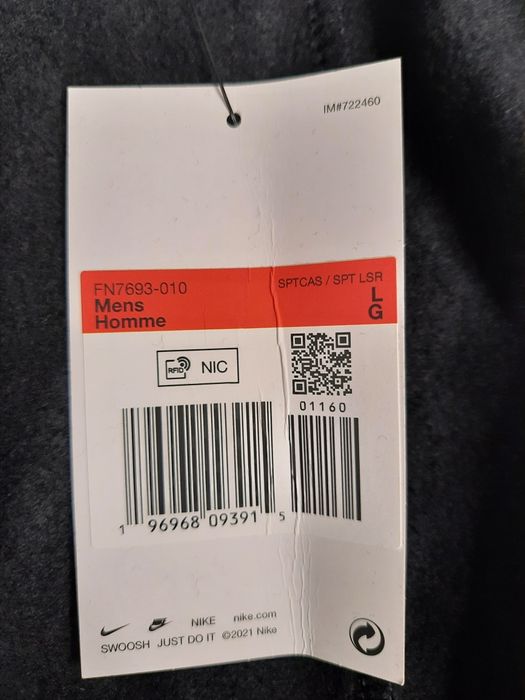 IM#722460
FN7693-010
SPTCAS / SPT LSR
Mens
L
Homme
G
RFID NIC
01160
1 96968 09391 5
NIKE nike.com
SWOOSH JUST DO IT ©2021 Nike